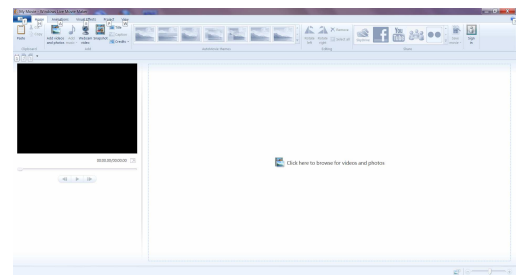 My Movie - Windows Live Movie Maker
Home
Animations
Visual Effects
Project
View
Paste
Add videos
and photos
Add
music
Webcam
video
Snapshot
Title
Caption
Credits
Rotate
left
Rotate
right
Remove
Select all
Save
movie
Sign
in
Clipboard
Add
AutoMovie themes
Editing
Share
You
Tube
00:00.00/00:00.00
Click here to browse for videos and photos